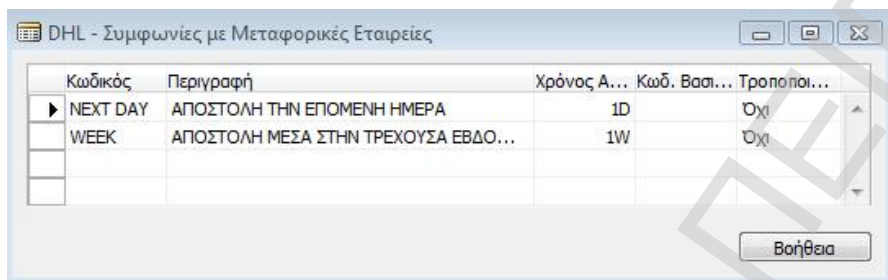 DHL - Συμφωνίες με Μεταφορικές Εταιρείες
Κωδικός Περιγραφή Χρόνος Α... Κωδ. Βασι... Τροποποι...
NEXT DAY ΑΠΟΣΤΟΛΗ ΤΗΝ ΕΠΟΜΕΝΗ ΗΜΕΡΑ 1D Όχι
WEEK ΑΠΟΣΤΟΛΗ ΜΕΣΑ ΣΤΗΝ ΤΡΕΧΟΥΣΑ ΕΒΔΟ... 1W Όχι
Βοήθεια